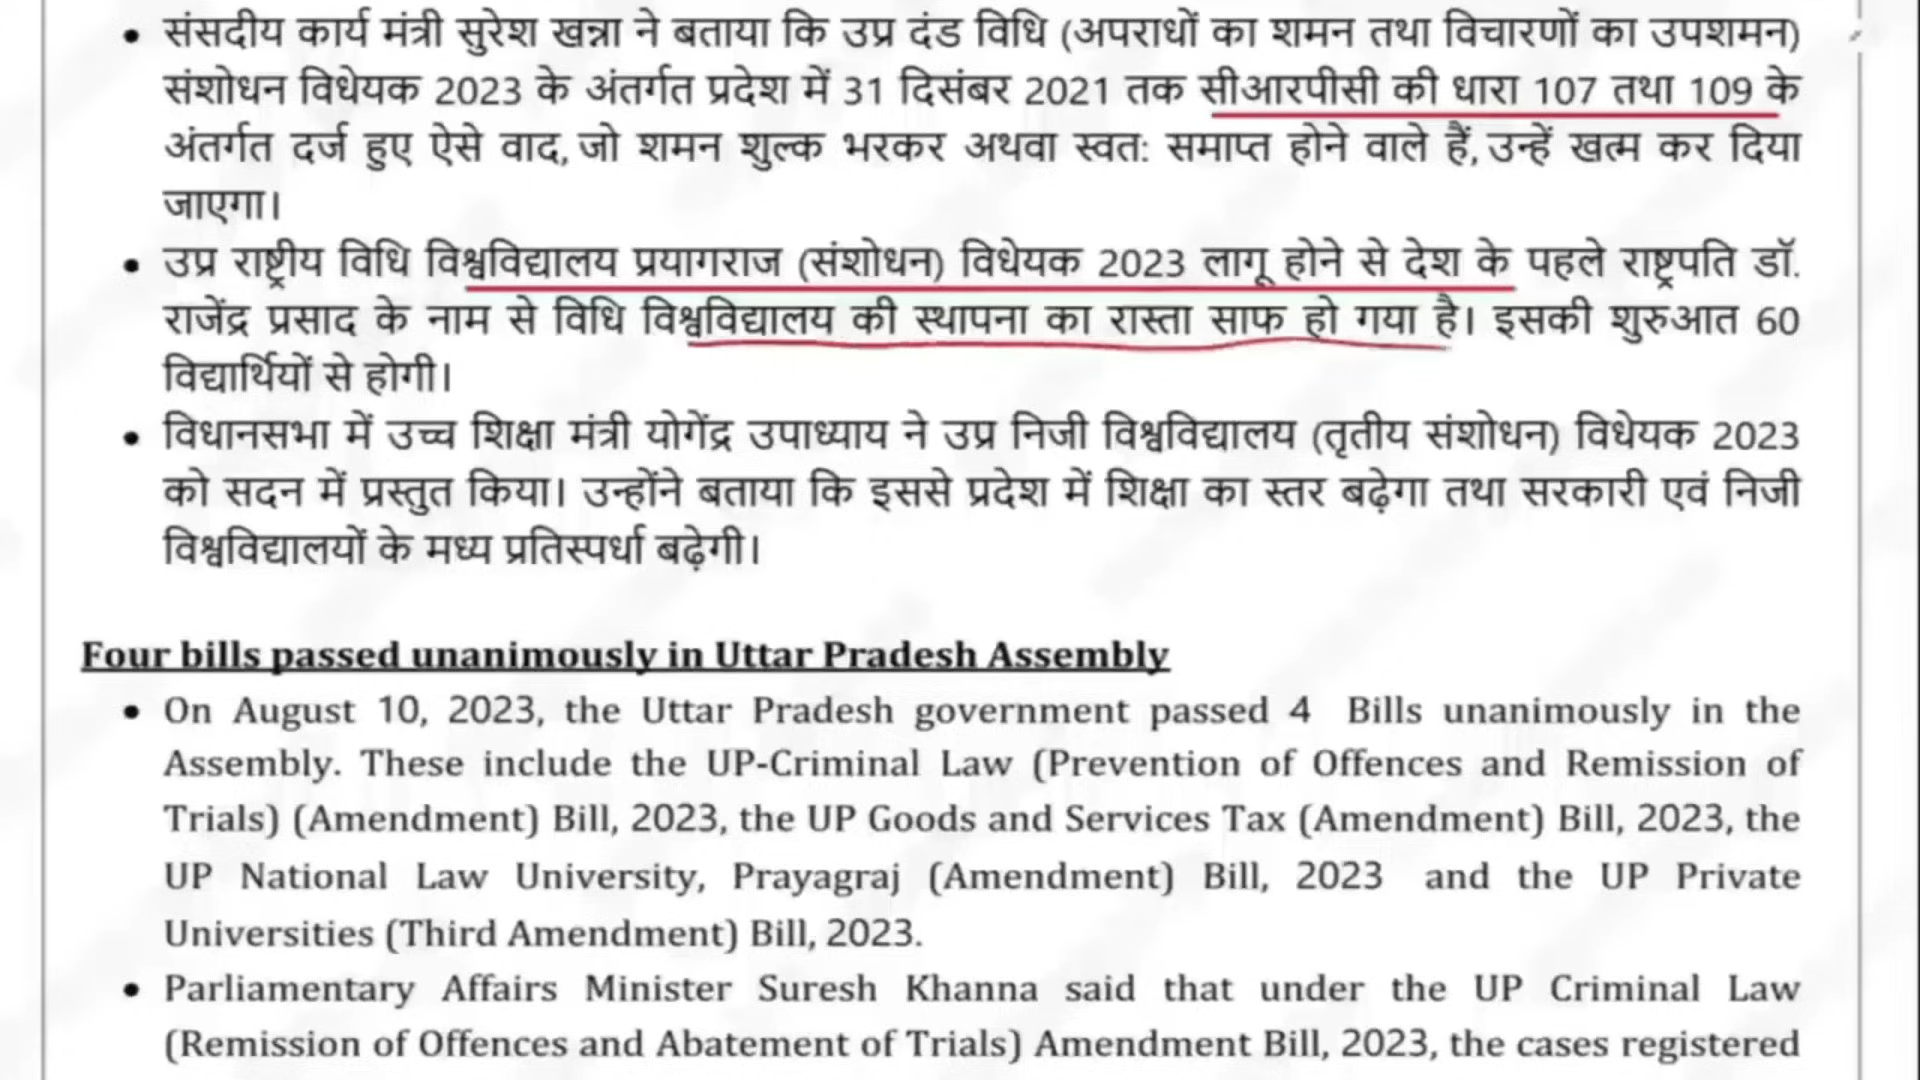 • संसदीय कार्य मंत्री सुरेश खन्ना ने बताया कि उप्र दंड विधि (अपराधों का शमन तथा विचारणों का उपशमन)
संशोधन विधेयक 2023 के अंतर्गत प्रदेश में 31 दिसंबर 2021 तक सीआरपीसी की धारा 107 तथा 109 के
अंतर्गत दर्ज हुए ऐसे वाद, जो शमन शुल्क भरकर अथवा स्वत: समाप्त होने वाले हैं, उन्हें खत्म कर दिया
जाएगा।
• उप्र राष्ट्रीय विधि विश्वविद्यालय प्रयागराज (संशोधन) विधेयक 2023 लागू होने से देश के पहले राष्ट्रपति डॉ.
राजेंद्र प्रसाद के नाम से विधि विश्वविद्यालय की स्थापना का रास्ता साफ हो गया है। इसकी शुरुआत 60
विद्यार्थियों से होगी।
• विधानसभा में उच्च शिक्षा मंत्री योगेंद्र उपाध्याय ने उप्र निजी विश्वविद्यालय (तृतीय संशोधन) विधेयक 2023
को सदन में प्रस्तुत किया। उन्होंने बताया कि इससे प्रदेश में शिक्षा का स्तर बढ़ेगा तथा सरकारी एवं निजी
विश्वविद्यालयों के मध्य प्रतिस्पर्धा बढ़ेगी।
Four bills passed unanimously in Uttar Pradesh Assembly
• On August 10, 2023, the Uttar Pradesh government passed 4 Bills unanimously in the
Assembly. These include the UP-Criminal Law (Prevention of Offences and Remission of
Trials) (Amendment) Bill, 2023, the UP Goods and Services Tax (Amendment) Bill, 2023, the
UP National Law University, Prayagraj (Amendment) Bill, 2023 and the UP Private
Universities (Third Amendment) Bill, 2023.
• Parliamentary Affairs Minister Suresh Khanna said that under the UP Criminal Law
(Remission of Offences and Abatement of Trials) Amendment Bill, 2023, the cases registered